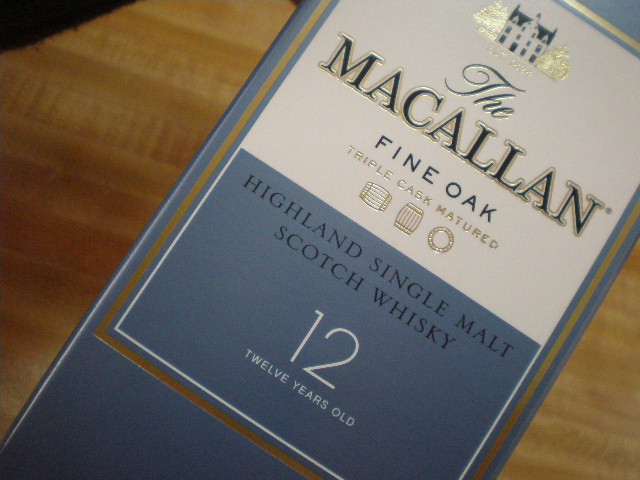 The
MACALLAN
FINE OAK
TRIPLE CASK MATURED
HIGHLAND SINGLE MALT
SCOTCH WHISKY
12
TWELVE YEARS OLD